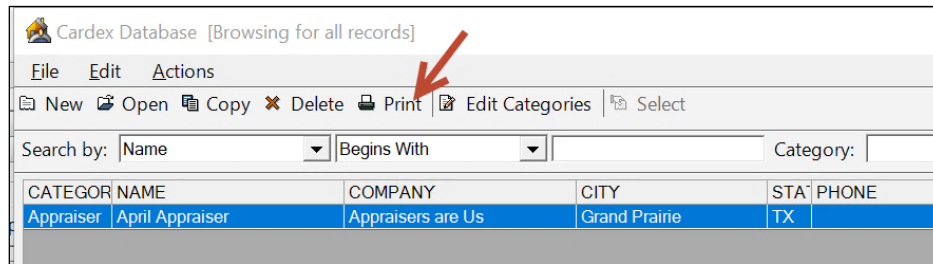 Cardex Database [Browsing for all records]
File Edit Actions
New Open Copy Delete Print Edit Categories Select
Search by: Name Begins With Category:
CATEGOR NAME COMPANY CITY STAT PHONE
Appraiser April Appraiser Appraisers are Us Grand Prairie TX